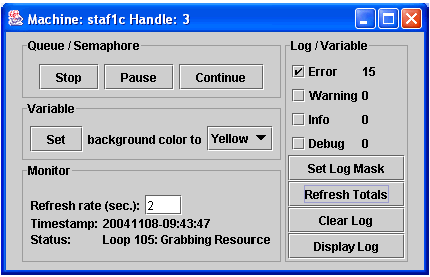 Machine: staf1c Handle: 3
Queue / Semaphore
Stop Pause Continue
Variable
Set background color to Yellow
Monitor
Refresh rate (sec.): 2
Timestamp: 20041108-09:43:47
Status: Loop 105: Grabbing Resource
Log / Variable
Error 15
Warning 0
Info 0
Debug 0
Set Log Mask
Refresh Totals
Clear Log
Display Log